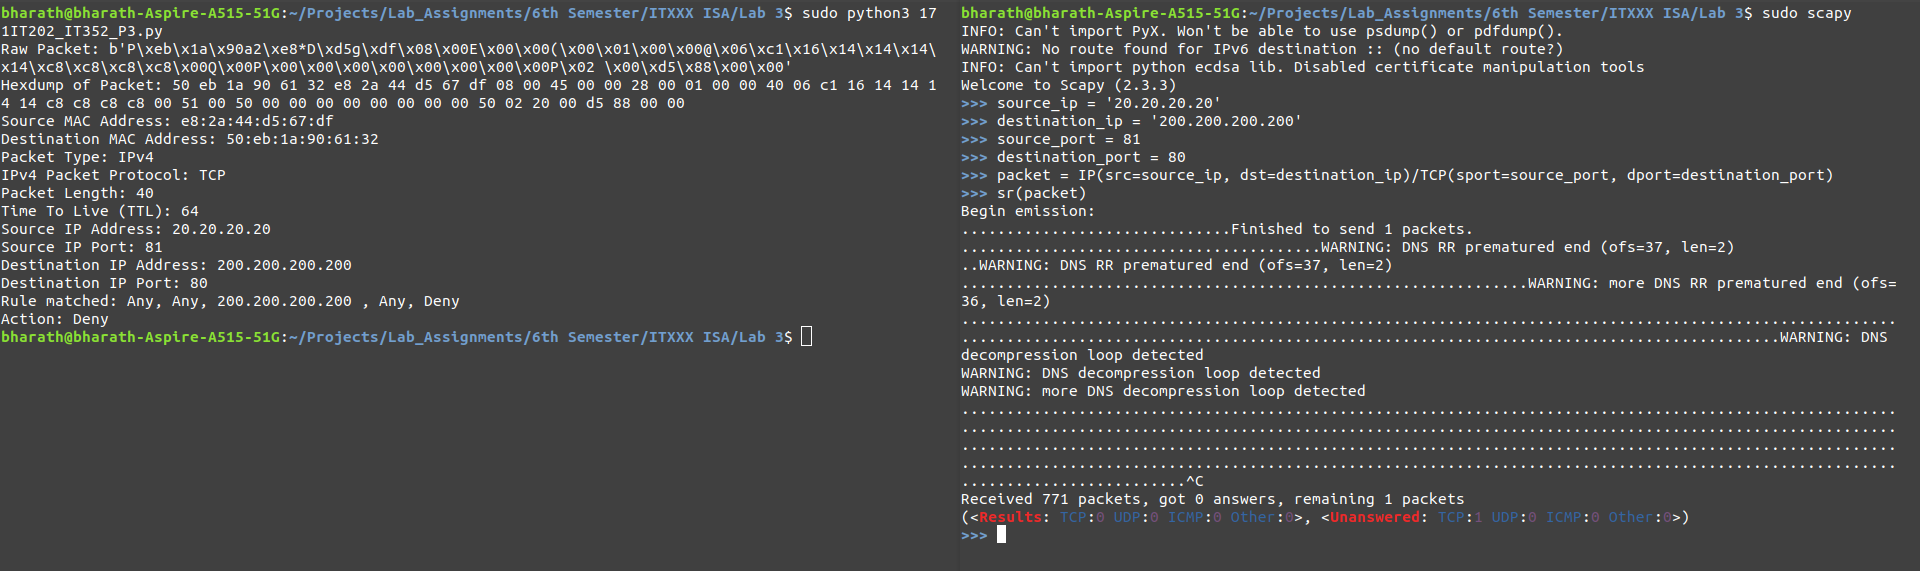 bharath@bharath-Aspire-A515-51G:~/Projects/Lab_Assignments/6th Semester/ITXXX ISA/Lab 3$ sudo python3 17
1IT202_IT352_P3.py
Raw Packet: b'P\xeb\x1a\x90a2\xe8*D\xd5g\xdf\x08\x00E\x00\x00(\x00\x01\x00\x00@\x06\xc1\x16\x14\x14\x14\
x14\xc8\xc8\xc8\xc8\x00Q\x00P\x00\x00\x00\x00\x00\x00\x00\x00P\x02 \x00\xd5\x88\x00\x00'
Hexdump of Packet: 50 eb 1a 90 61 32 e8 2a 44 d5 67 df 08 00 45 00 00 28 00 01 00 00 40 06 c1 16 14 14 1
4 14 c8 c8 c8 c8 00 51 00 50 00 00 00 00 00 00 00 00 50 02 20 00 d5 88 00 00
Source MAC Address: e8:2a:44:d5:67:df
Destination MAC Address: 50:eb:1a:90:61:32
Packet Type: IPv4
IPv4 Packet Protocol: TCP
Packet Length: 40
Time To Live (TTL): 64
Source IP Address: 20.20.20.20
Source IP Port: 81
Destination IP Address: 200.200.200.200
Destination IP Port: 80
Rule matched: Any, Any, 200.200.200.200 , Any, Deny
Action: Deny
bharath@bharath-Aspire-A515-51G:~/Projects/Lab_Assignments/6th Semester/ITXXX ISA/Lab 3$
bharath@bharath-Aspire-A515-51G:~/Projects/Lab_Assignments/6th Semester/ITXXX ISA/Lab 3$ sudo scapy
INFO: Can't import PyX. Won't be able to use psdump() or pdfdump().
WARNING: No route found for IPv6 destination :: (no default route?)
INFO: Can't import python ecdsa lib. Disabled certificate manipulation tools
Welcome to Scapy (2.3.3)
>>> source_ip = '20.20.20.20'
>>> destination_ip = '200.200.200.200'
>>> source_port = 81
>>> destination_port = 80
>>> packet = IP(src=source_ip, dst=destination_ip)/TCP(sport=source_port, dport=destination_port)
>>> sr(packet)
Begin emission:
..............................Finished to send 1 packets.
........................................WARNING: DNS RR prematured end (ofs=37, len=2)
..WARNING: DNS RR prematured end (ofs=37, len=2)
...............................................................WARNING: more DNS RR prematured end (ofs=
36, len=2)
........................................................................................................
...........................................................................................WARNING: DNS
decompression loop detected
WARNING: DNS decompression loop detected
WARNING: more DNS decompression loop detected
........................................................................................................
........................................................................................................
........................................................................................................
........................................................................................................
.........................^C
Received 771 packets, got 0 answers, remaining 1 packets
(<Results: TCP:0 UDP:0 ICMP:0 Other:0>, <Unanswered: TCP:1 UDP:0 ICMP:0 Other:0>)
>>>